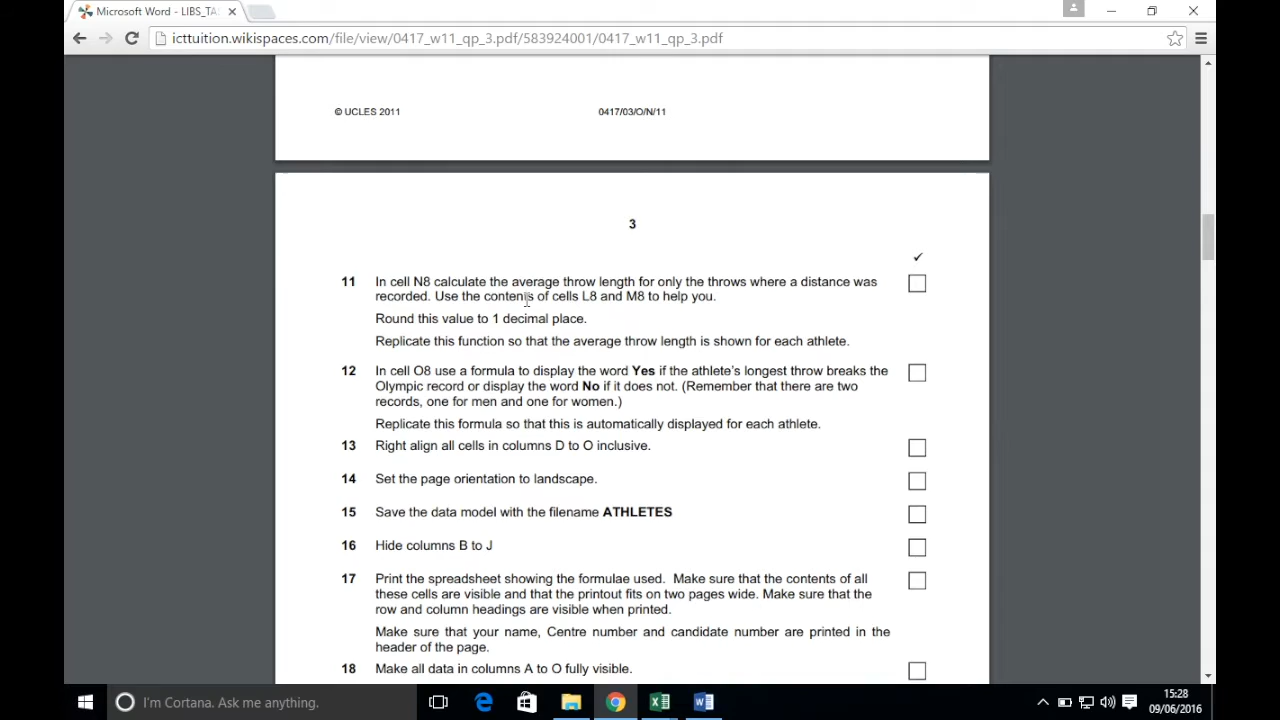 Microsoft Word - LIBS_TA
icttuition.wikispaces.com/file/view/0417_w11_qp_3.pdf/583924001/0417_w11_qp_3.pdf
© UCLES 2011 0417/03/O/N/11
3
✓
11 In cell N8 calculate the average throw length for only the throws where a distance was
recorded. Use the contents of cells L8 and M8 to help you.
Round this value to 1 decimal place.
Replicate this function so that the average throw length is shown for each athlete.
12 In cell O8 use a formula to display the word Yes if the athlete's longest throw breaks the
Olympic record or display the word No if it does not. (Remember that there are two
records, one for men and one for women.)
Replicate this formula so that this is automatically displayed for each athlete.
13 Right align all cells in columns D to O inclusive.
14 Set the page orientation to landscape.
15 Save the data model with the filename ATHLETES
16 Hide columns B to J
17 Print the spreadsheet showing the formulae used. Make sure that the contents of all
these cells are visible and that the printout fits on two pages wide. Make sure that the
row and column headings are visible when printed.
Make sure that your name, Centre number and candidate number are printed in the
header of the page.
18 Make all data in columns A to O fully visible.
I'm Cortana. Ask me anything.
15:28
09/06/2016